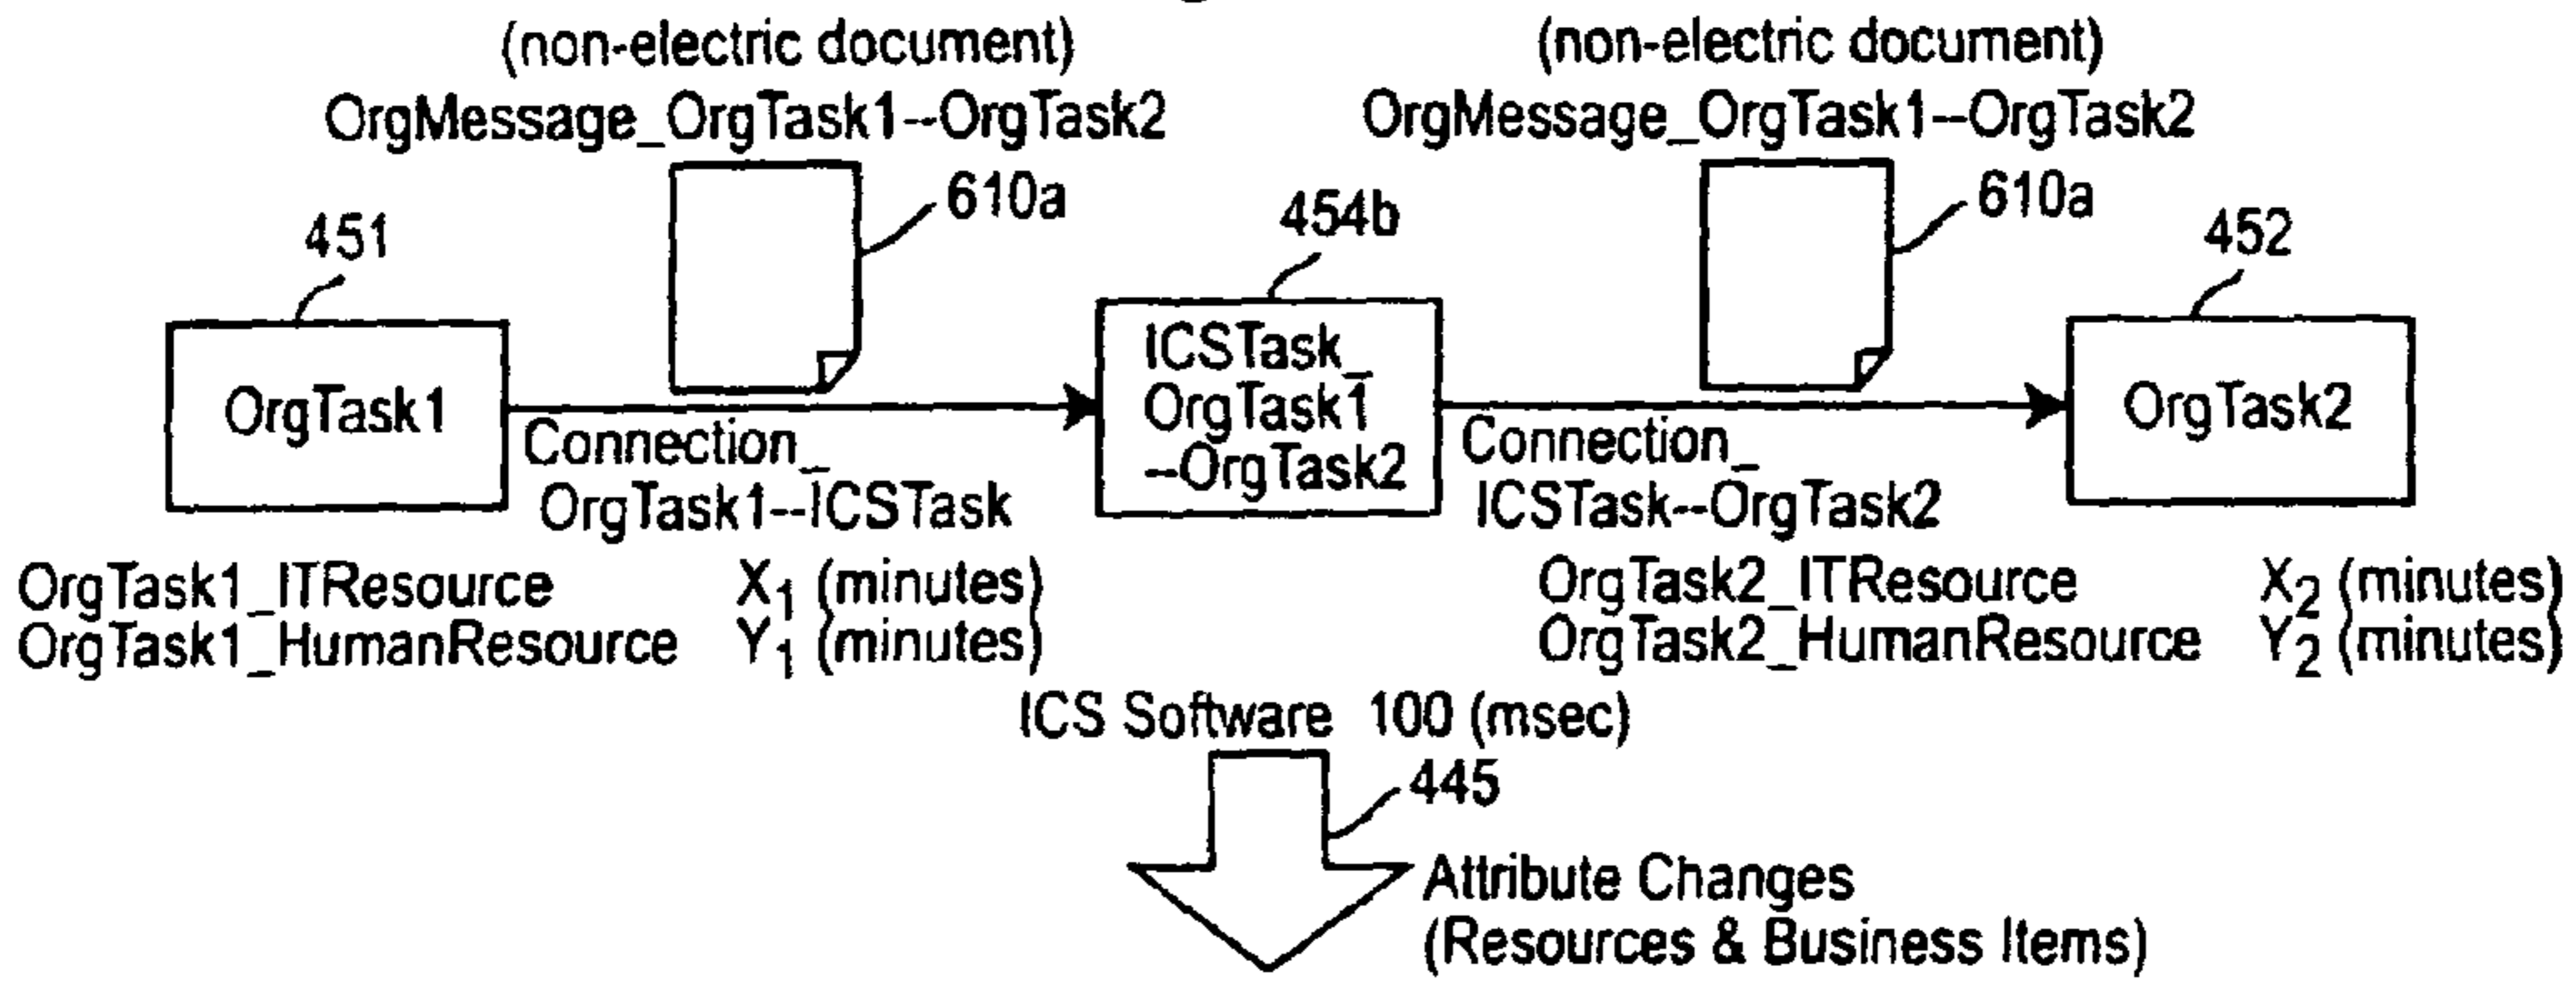 (non-electric document)
OrgMessage_OrgTask1--OrgTask2
610a
(non-electric document)
OrgMessage_OrgTask1--OrgTask2
610a
451
OrgTask1
Connection_
OrgTask1--ICSTask
454b
ICSTask_
OrgTask1
--OrgTask2
Connection_
ICSTask--OrgTask2
452
OrgTask2
OrgTask1_ITResource X1 (minutes)
OrgTask1_HumanResource Y1 (minutes)
OrgTask2_ITResource X2 (minutes)
OrgTask2_HumanResource Y2 (minutes)
ICS Software 100 (msec)
445
Attribute Changes
(Resources & Business Items)